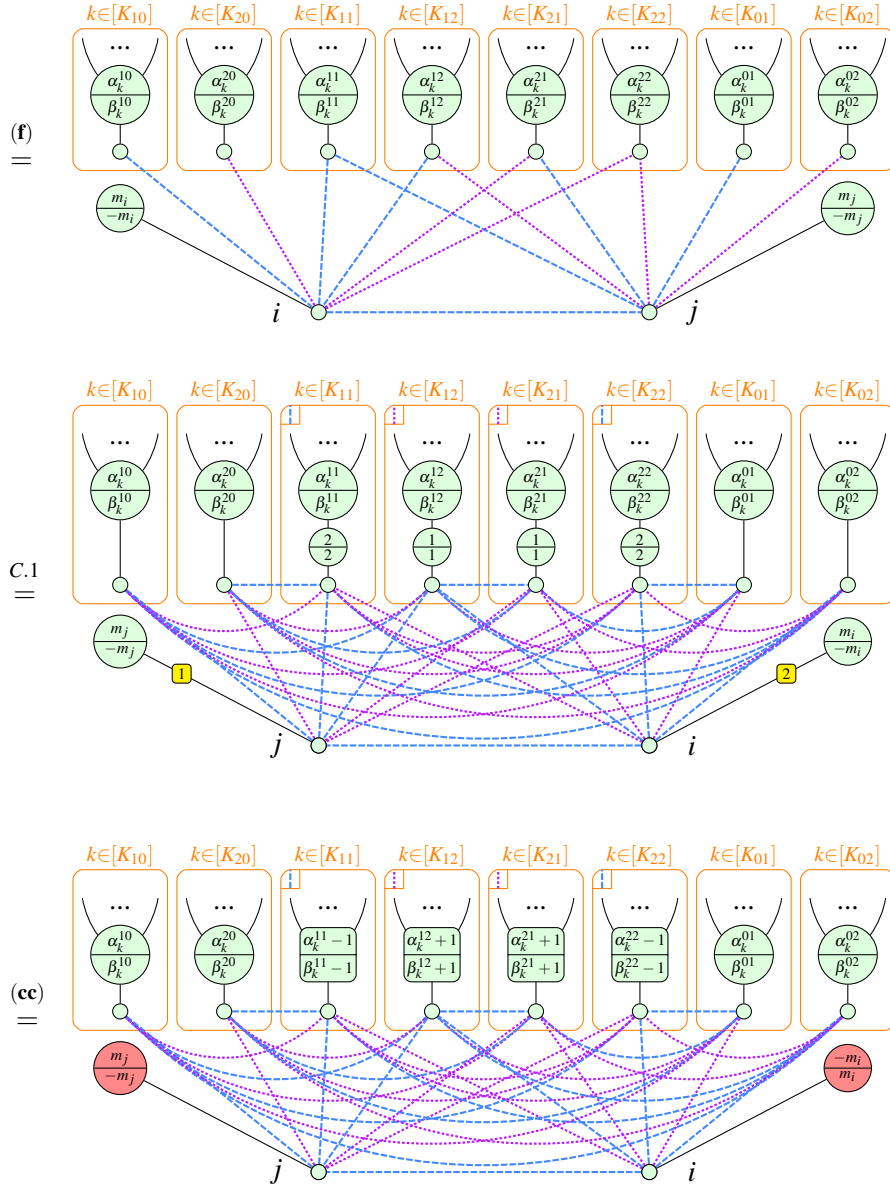 k∈[K₁₀] k∈[K₂₀] k∈[K₁₁] k∈[K₁₂] k∈[K₂₁] k∈[K₂₂] k∈[K₀₁] k∈[K₀₂]
... ... ... ... ... ... ... ...
α_k^10 α_k^20 α_k^11 α_k^12 α_k^21 α_k^22 α_k^01 α_k^02
β_k^10 β_k^20 β_k^11 β_k^12 β_k^21 β_k^22 β_k^01 β_k^02
(f)
=
m_i m_j
−m_i −m_j
i j
k∈[K₁₀] k∈[K₂₀] k∈[K₁₁] k∈[K₁₂] k∈[K₂₁] k∈[K₂₂] k∈[K₀₁] k∈[K₀₂]
... ... ... ... ... ... ... ...
α_k^10 α_k^20 α_k^11 α_k^12 α_k^21 α_k^22 α_k^01 α_k^02
β_k^10 β_k^20 β_k^11 β_k^12 β_k^21 β_k^22 β_k^01 β_k^02
2 1 1 2
2 1 1 2
C.1
=
m_j m_i
−m_j −m_i
1 2
j i
k∈[K₁₀] k∈[K₂₀] k∈[K₁₁] k∈[K₁₂] k∈[K₂₁] k∈[K₂₂] k∈[K₀₁] k∈[K₀₂]
... ... ... ... ... ... ... ...
α_k^10 α_k^20 α_k^11−1 α_k^12+1 α_k^21+1 α_k^22−1 α_k^01 α_k^02
β_k^10 β_k^20 β_k^11−1 β_k^12+1 β_k^21+1 β_k^22−1 β_k^01 β_k^02
(cc)
=
m_j −m_i
−m_j m_i
j i